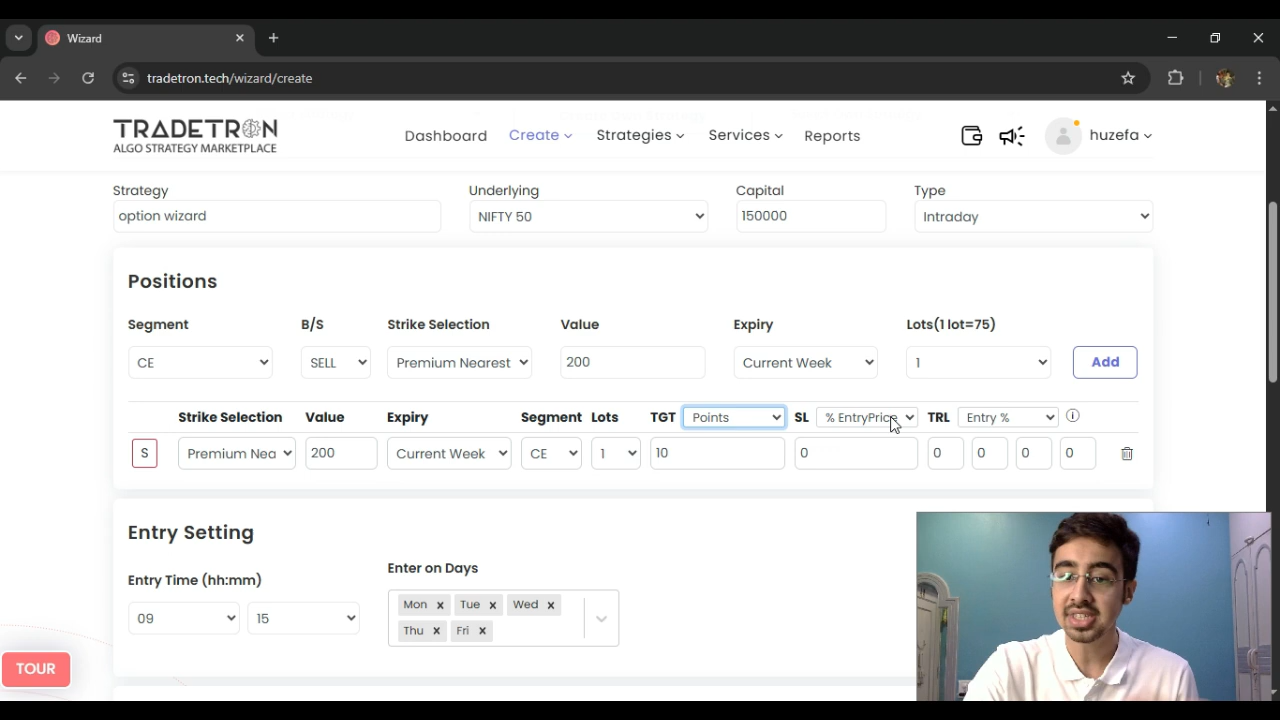 Wizard
tradetron.tech/wizard/create
TRADETRON
ALGO STRATEGY MARKETPLACE
Dashboard Create Strategies Services Reports huzefa
Strategy Underlying Capital Type
option wizard NIFTY 50 150000 Intraday
Positions
Segment B/S Strike Selection Value Expiry Lots(1 lot=75)
CE SELL Premium Nearest 200 Current Week 1 Add
Strike Selection Value Expiry Segment Lots TGT Points SL % EntryPrice TRL Entry %
S Premium Nea 200 Current Week CE 1 10 0 0 0 0 0
Entry Setting
Entry Time (hh:mm) Enter on Days
09 15 Mon Tue Wed
Thu Fri
TOUR